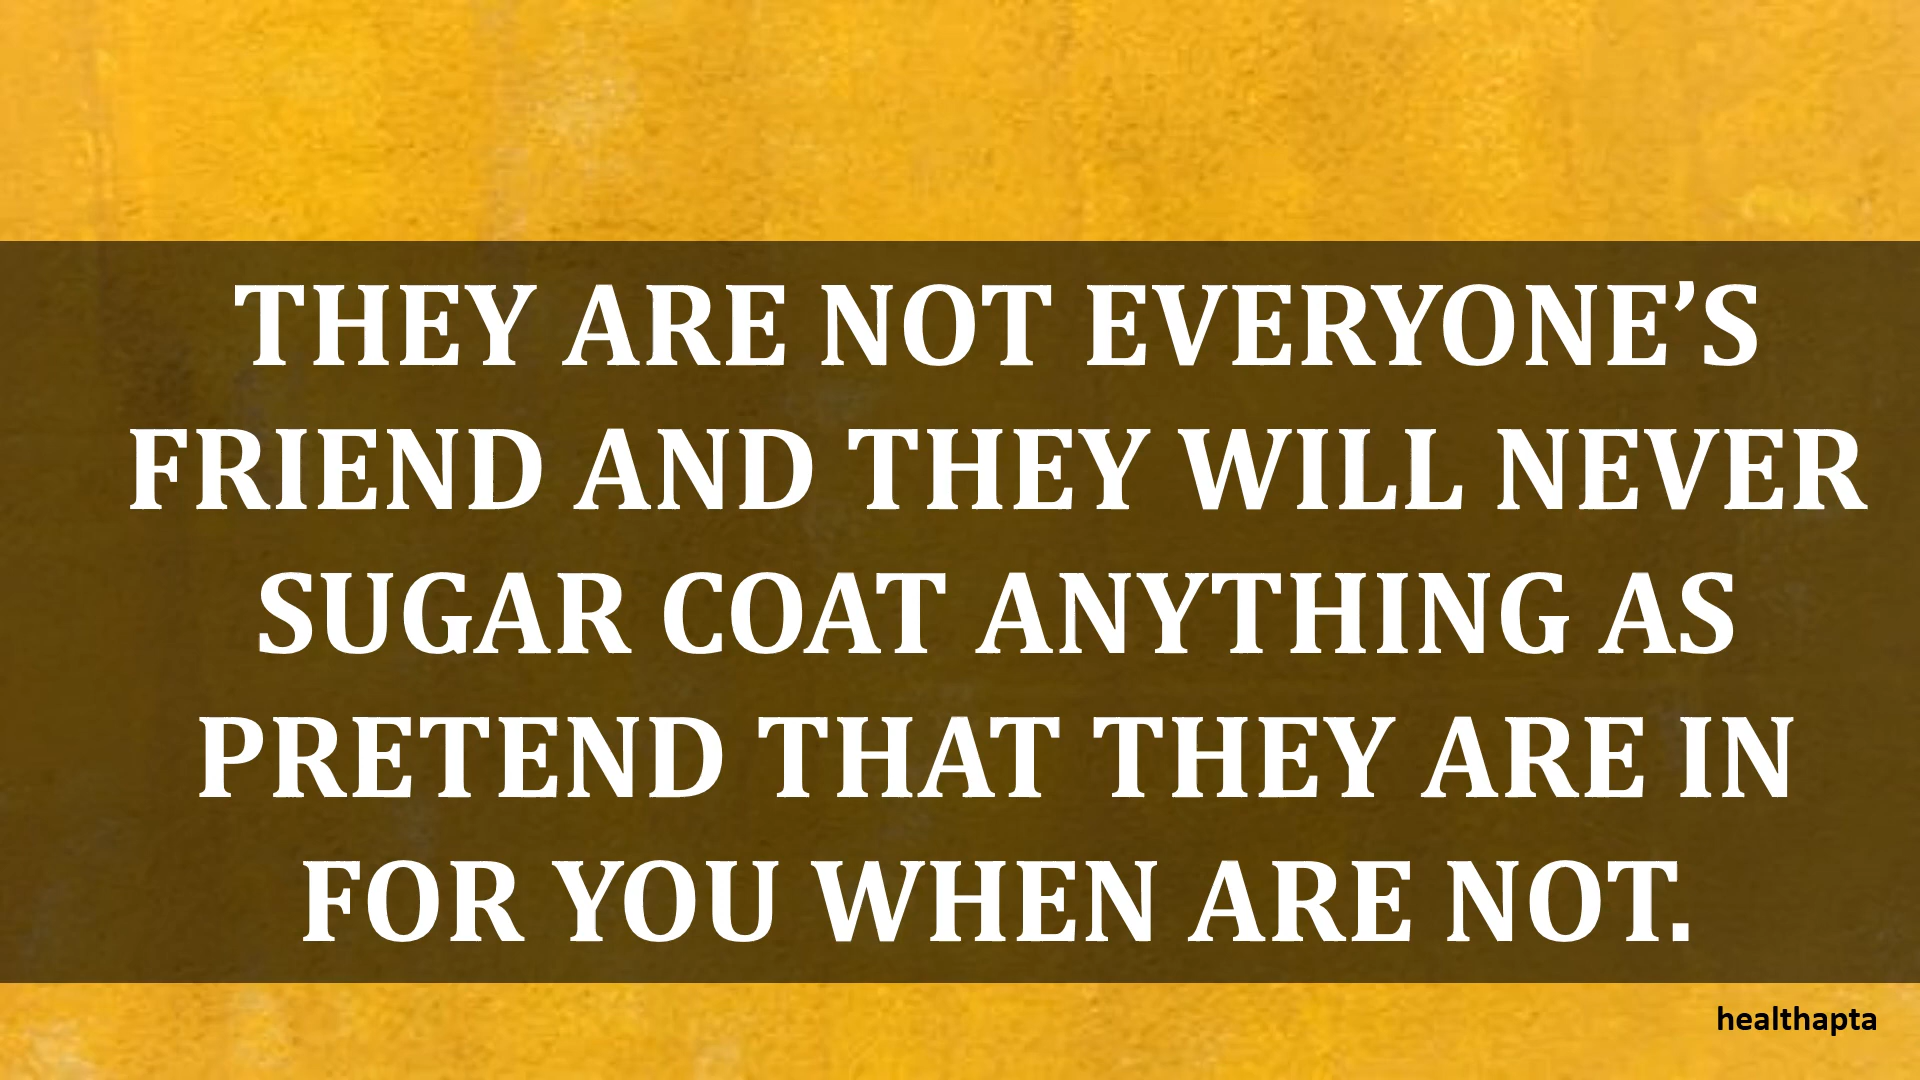 THEY ARE NOT EVERYONE’S
FRIEND AND THEY WILL NEVER
SUGAR COAT ANYTHING AS
PRETEND THAT THEY ARE IN
FOR YOU WHEN ARE NOT.
healthapta